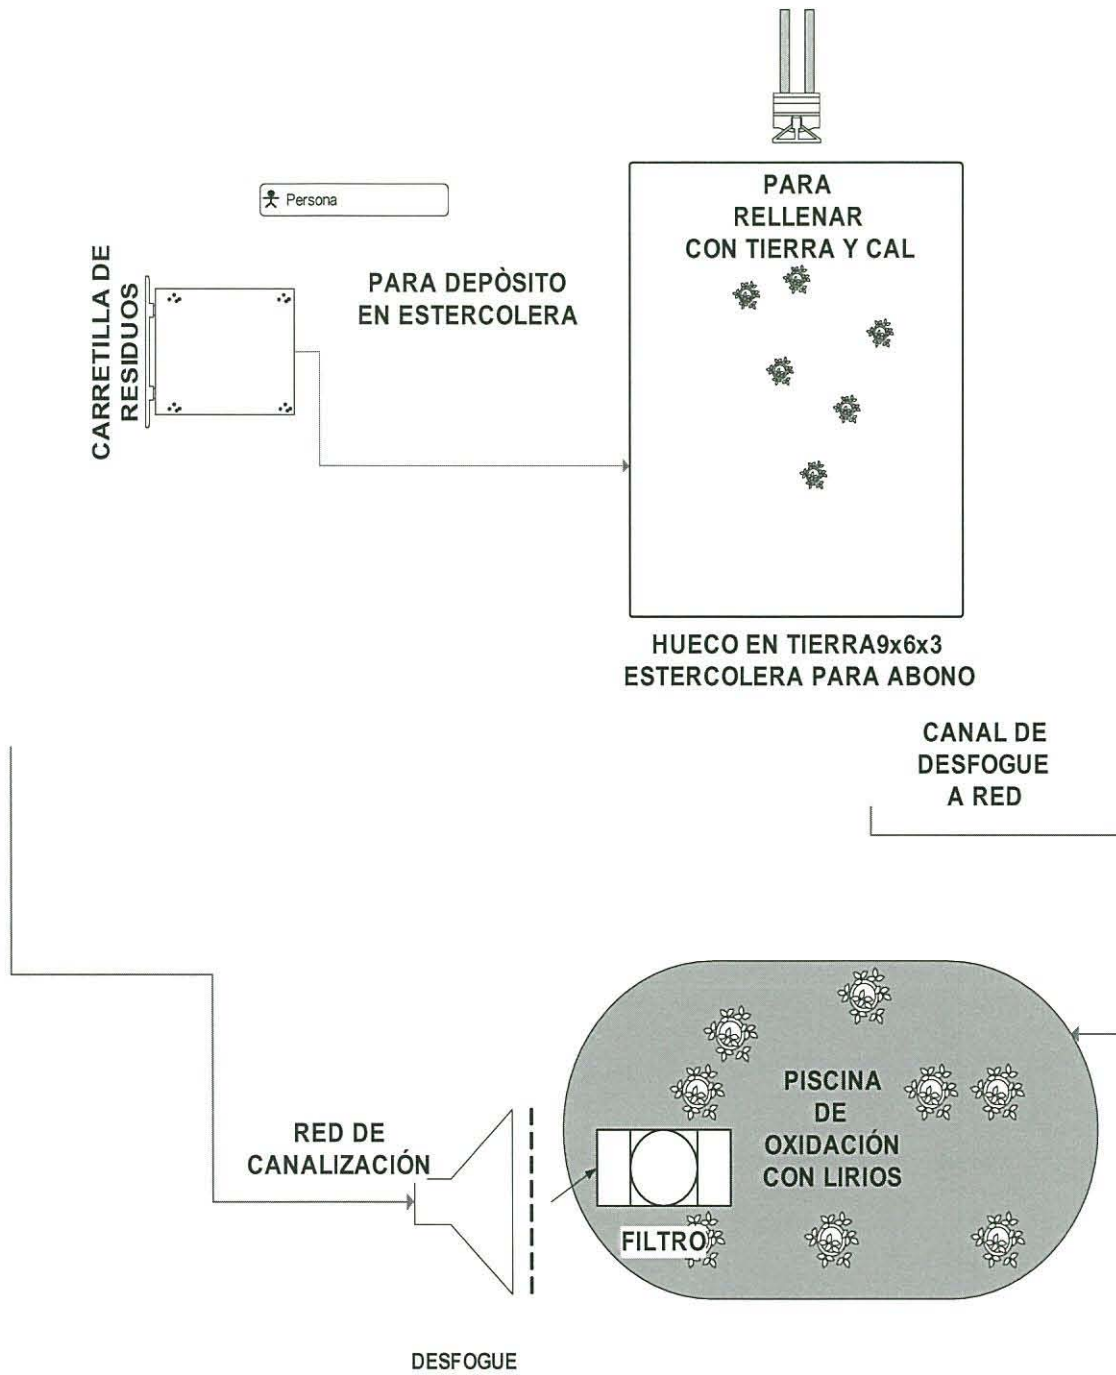 PARA
RELLENAR
CON TIERRA Y CAL
Persona
CARRETILLA DE
RESIDUOS
PARA DEPÒSITO
EN ESTERCOLERA
HUECO EN TIERRA9x6x3
ESTERCOLERA PARA ABONO
CANAL DE
DESFOGUE
A RED
RED DE
CANALIZACIÓN
PISCINA
DE
OXIDACIÓN
CON LIRIOS
FILTRO
DESFOGUE